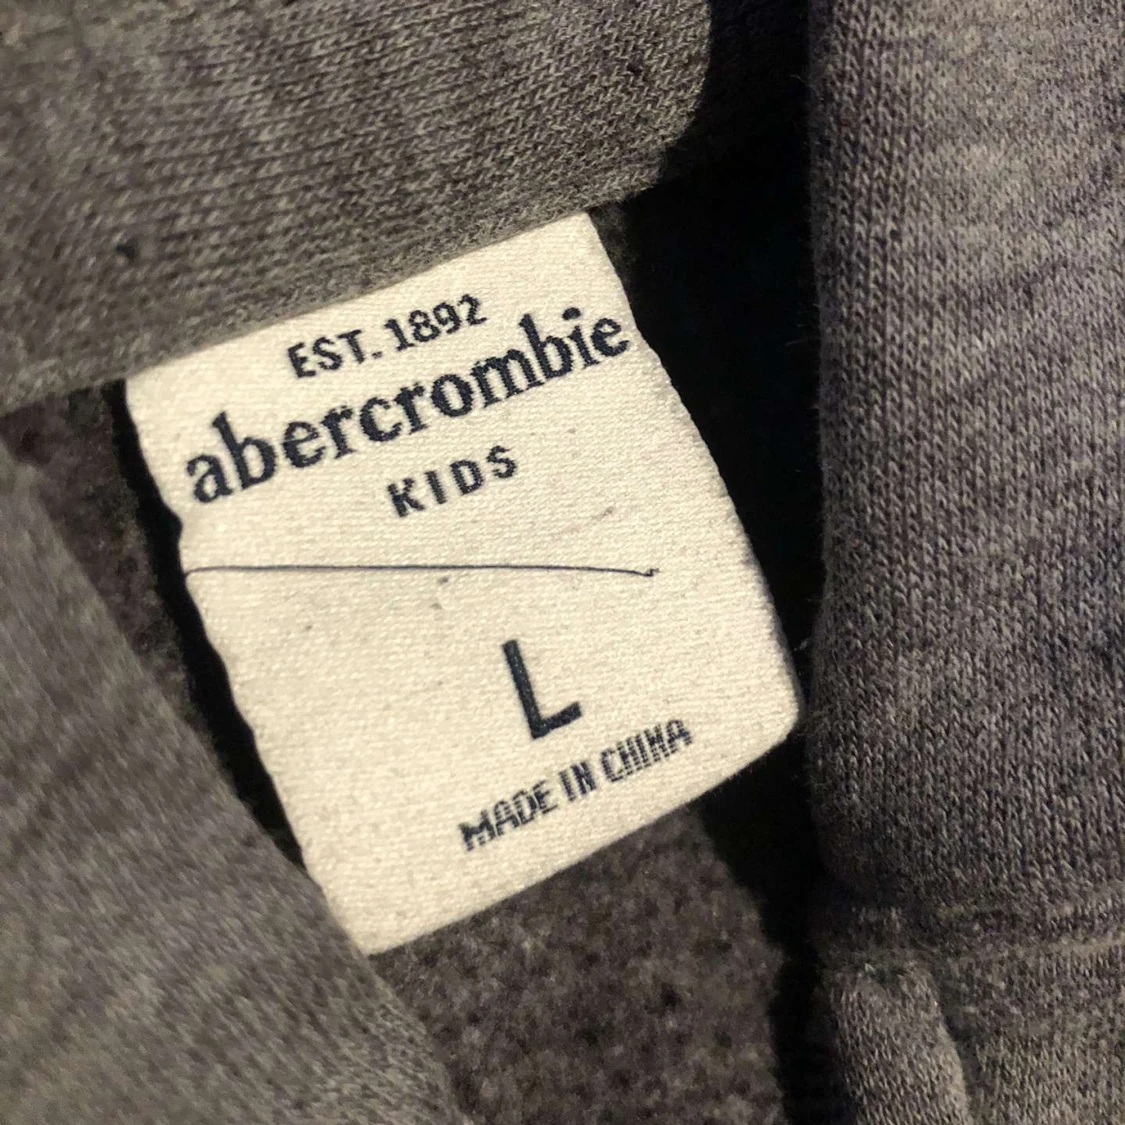 EST. 1892
abercrombie
KIDS
L
MADE IN CHINA